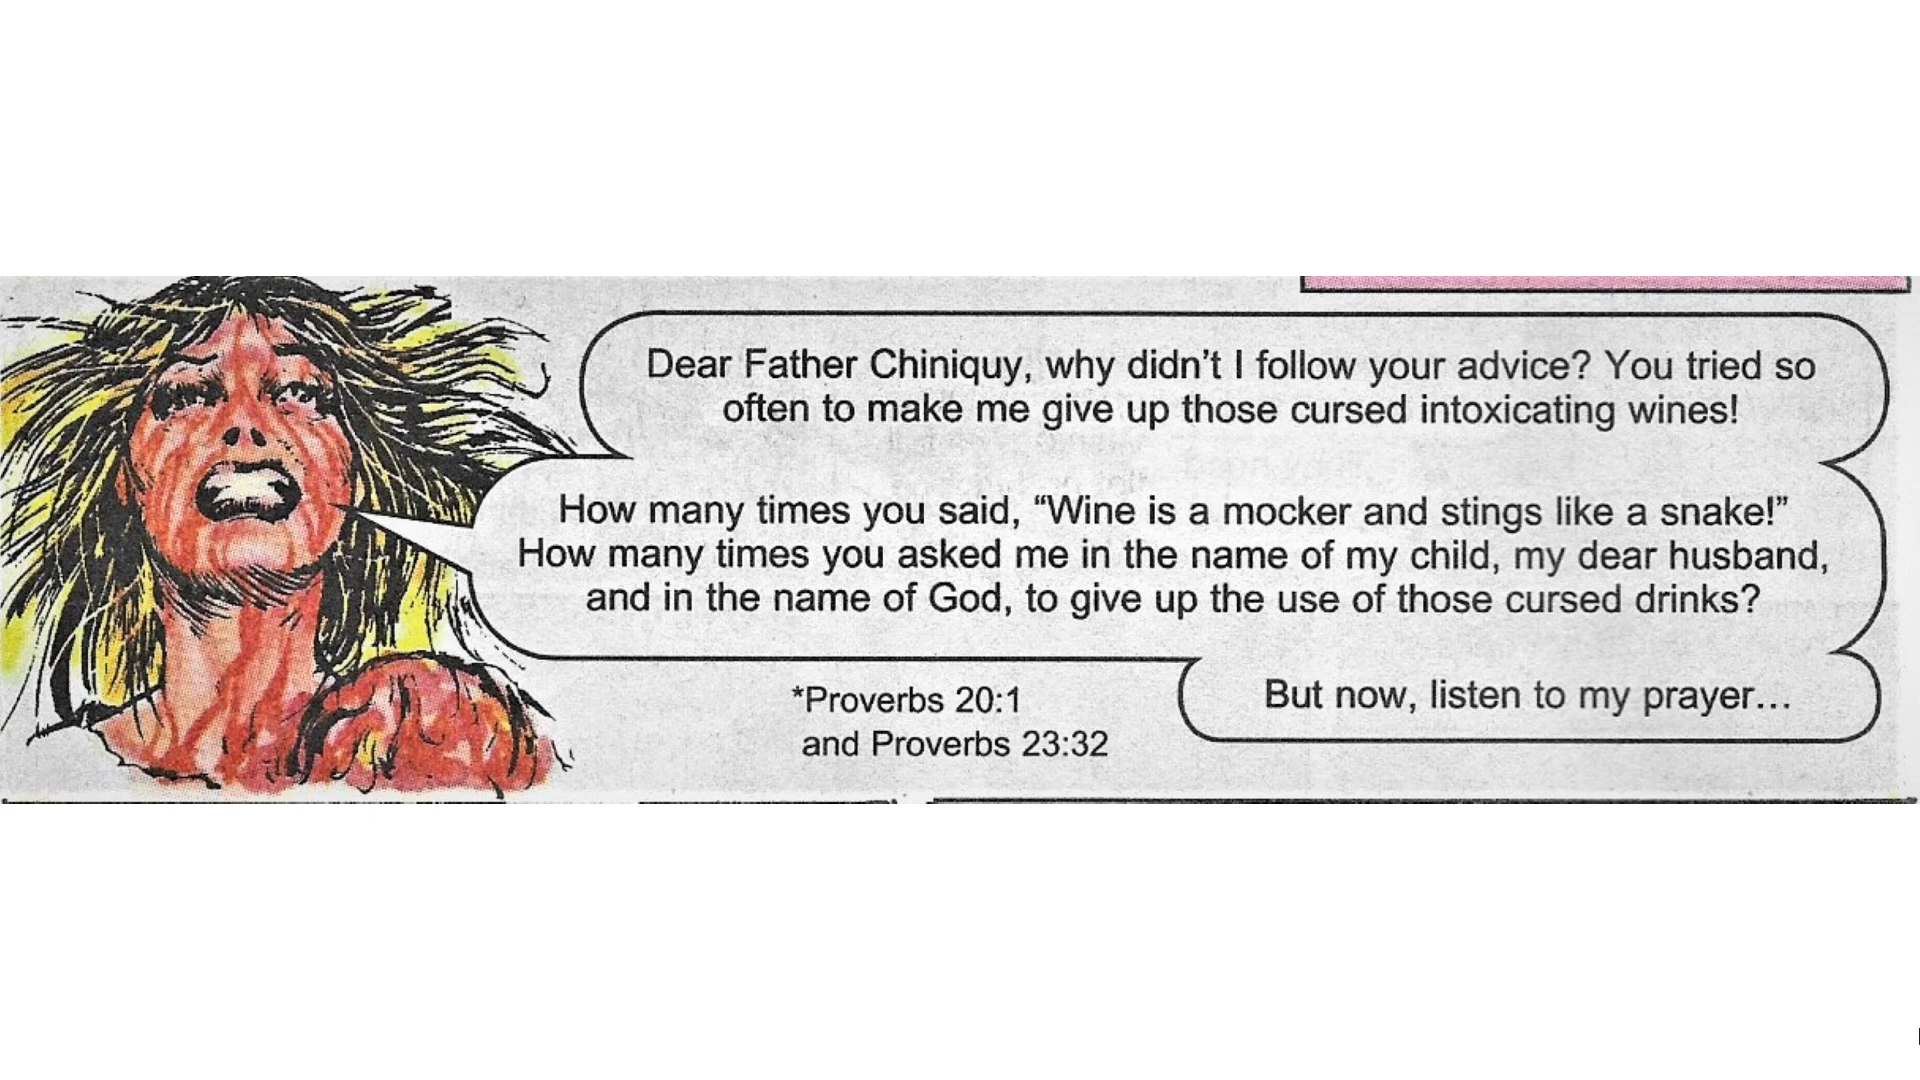 Dear Father Chiniquy, why didn't I follow your advice? You tried so
often to make me give up those cursed intoxicating wines!
How many times you said, “Wine is a mocker and stings like a snake!”
How many times you asked me in the name of my child, my dear husband,
and in the name of God, to give up the use of those cursed drinks?
*Proverbs 20:1
and Proverbs 23:32
But now, listen to my prayer...